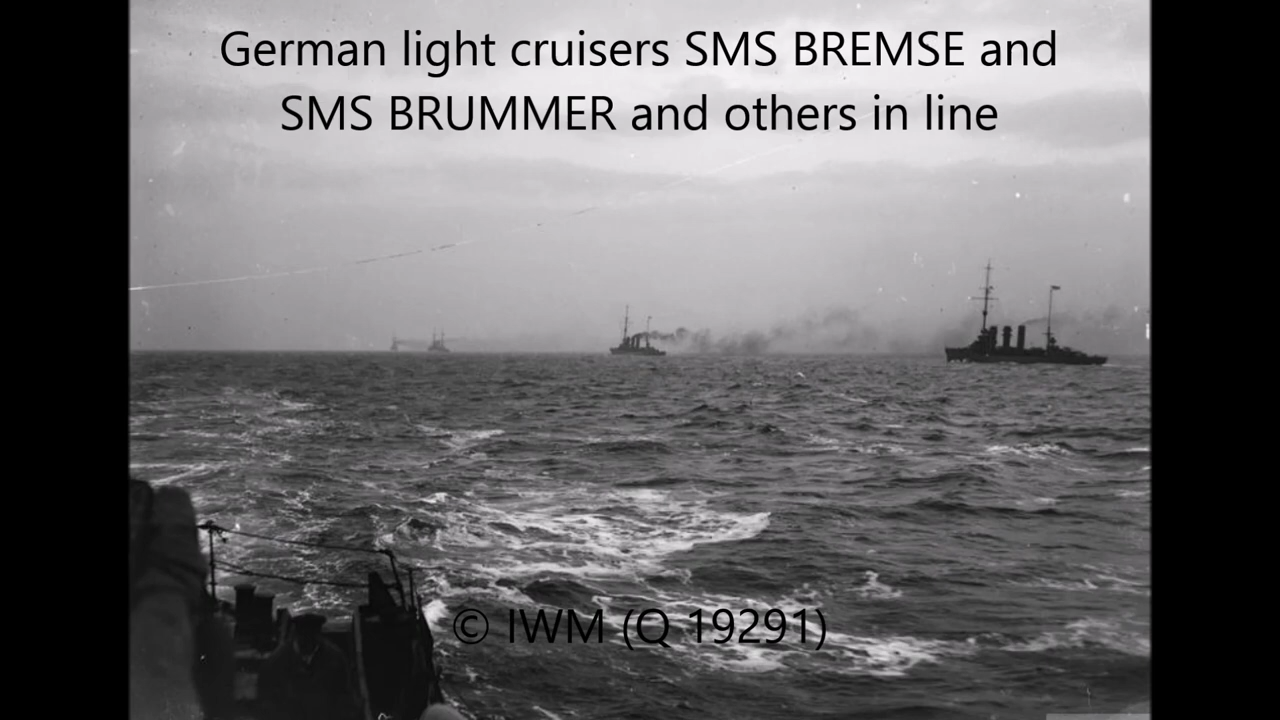 German light cruisers SMS BREMSE and
SMS BRUMMER and others in line
© IWM (Q 19291)